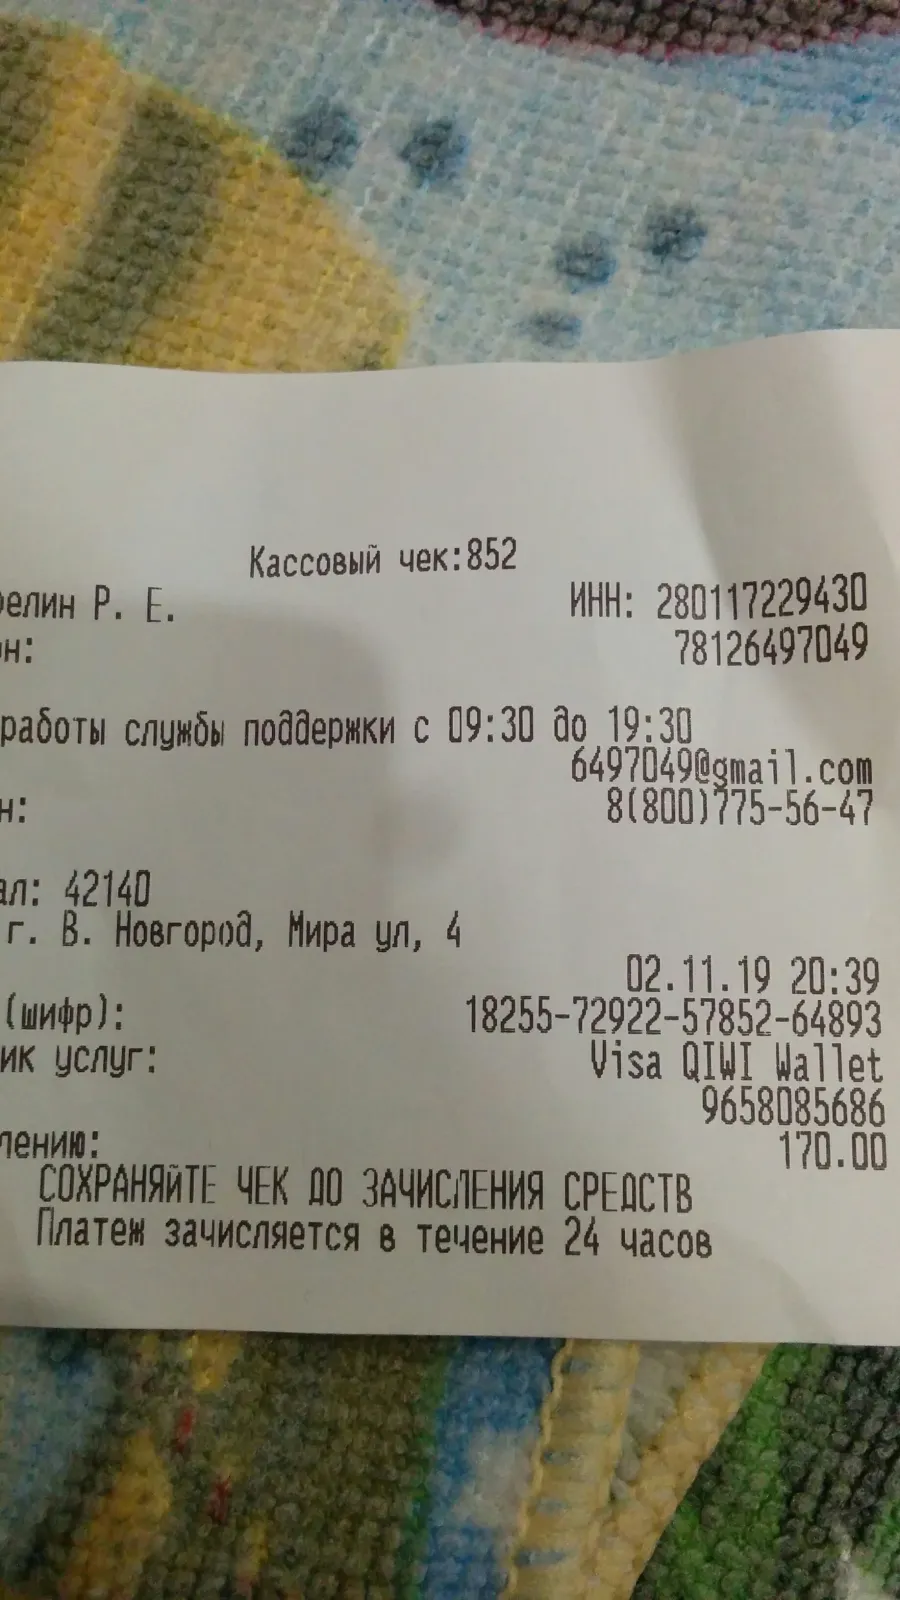 Кассовый чек:852
елин Р. Е. ИНН: 280117229430
он: 78126497049
работы службы поддержки с 09:30 до 19:30
6497049@gmail.com
н: 8(800)775-56-47
ал: 42140
г. В. Новгород, Мира ул, 4
02.11.19 20:39
(шифр): 18255-72922-57852-64893
ик услуг: Visa QIWI Wallet
9658085686
лению: 170.00
СОХРАНЯЙТЕ ЧЕК ДО ЗАЧИСЛЕНИЯ СРЕДСТВ
Платеж зачисляется в течение 24 часов